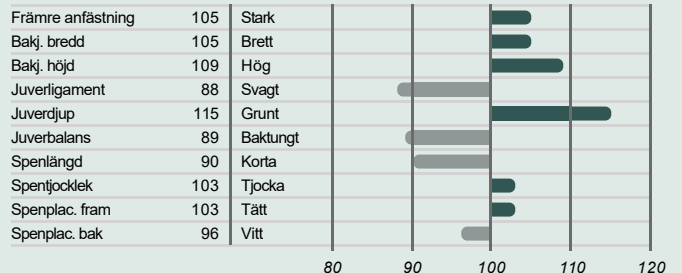 Främre anfästning 105 Stark
Bakj. bredd 105 Brett
Bakj. höjd 109 Hög
Juverligament 88 Svagt
Juverdjup 115 Grunt
Juverbalans 89 Baktungt
Spenlängd 90 Korta
Spentjocklek 103 Tjocka
Spenplac. fram 103 Tätt
Spenplac. bak 96 Vitt
80 90 100 110 120